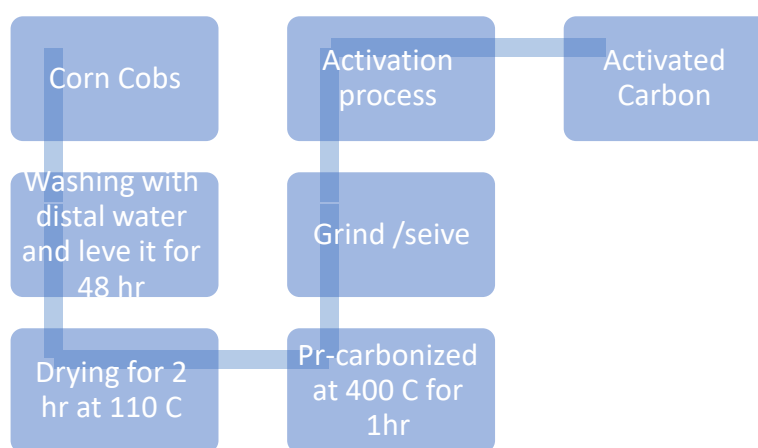 Corn Cobs
Washing with
distal water
and leve it for
48 hr
Drying for 2
hr at 110 C
Pr-carbonized
at 400 C for
1hr
Grind /seive
Activation
process
Activated
Carbon